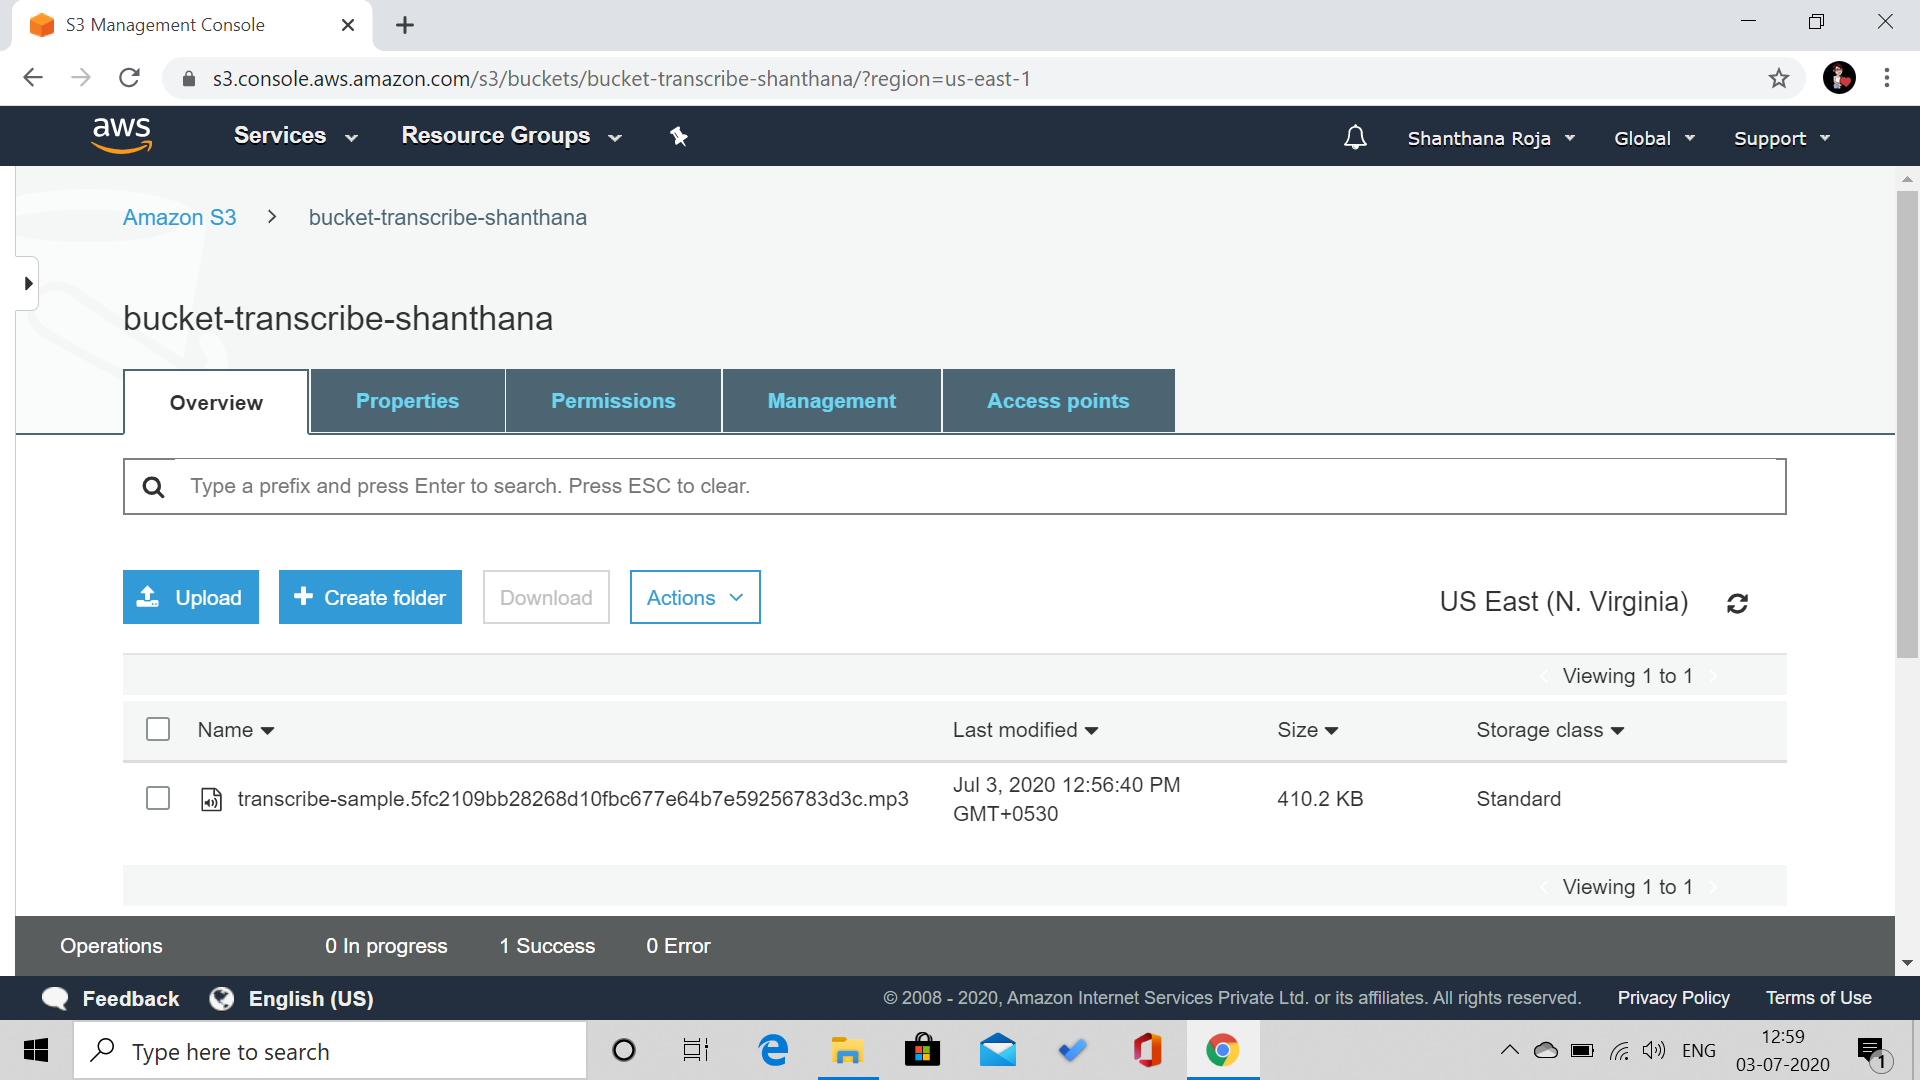 S3 Management Console
s3.console.aws.amazon.com/s3/buckets/bucket-transcribe-shanthana/?region=us-east-1
aws Services Resource Groups Shanthana Roja Global Support
Amazon S3 > bucket-transcribe-shanthana
bucket-transcribe-shanthana
Overview Properties Permissions Management Access points
Type a prefix and press Enter to search. Press ESC to clear.
Upload Create folder Download Actions US East (N. Virginia)
Viewing 1 to 1
Name Last modified Size Storage class
transcribe-sample.5fc2109bb28268d10fbc677e64b7e59256783d3c.mp3 Jul 3, 2020 12:56:40 PM GMT+0530 410.2 KB Standard
Viewing 1 to 1
Operations 0 In progress 1 Success 0 Error
Feedback English (US) © 2008 - 2020, Amazon Internet Services Private Ltd. or its affiliates. All rights reserved. Privacy Policy Terms of Use
Type here to search ENG 12:59
03-07-2020 1